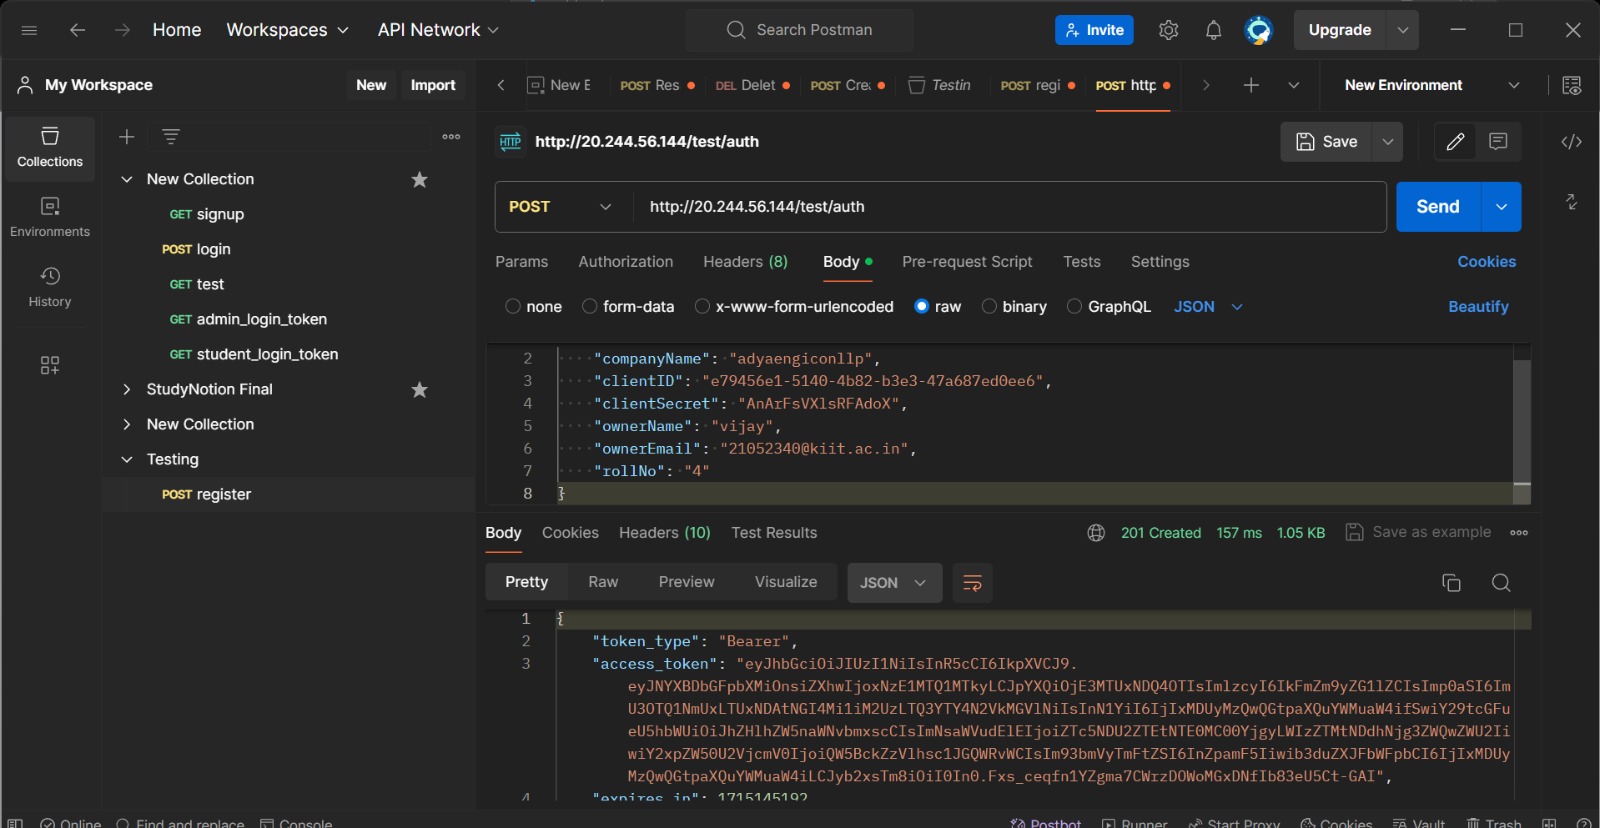 Home Workspaces API Network Search Postman Invite Upgrade
My Workspace New Import New E POST Res DEL Delet POST Cre POST regi POST http New Environment
Testin
Collections
Environments
History
New Collection
GET signup
POST login
GET test
GET admin_login_token
GET student_login_token
StudyNotion Final
New Collection
Testing
POST register
HTTP http://20.244.56.144/test/auth Save
POST http://20.244.56.144/test/auth Send
Params Authorization Headers (8) Body Pre-request Script Tests Settings Cookies
none form-data x-www-form-urlencoded raw binary GraphQL JSON Beautify
2 "companyName": "adyaengiconllp",
3 "clientID": "e79456e1-5140-4b82-b3e3-47a687ed0ee6",
4 "clientSecret": "AnArFsVXlsRFAdoX",
5 "ownerName": "vijay",
6 "ownerEmail": "21052340@kiit.ac.in",
7 "rollNo": "4"
8 }
Body Cookies Headers (10) Test Results 201 Created 157 ms 1.05 KB Save as example
Pretty Raw Preview Visualize JSON
1 {
2 "token_type": "Bearer",
3 "access_token": "eyJhbGciOiJIUzI1NiIsInR5cCI6IkpXVCJ9.
eyJNYXBDbGFpbXMiOnsiZXhwIjoxNzE1MTQ1MTkyLCJpYXQiOjE3MTUxNDQ4OTIsImlzcyI6IkFmZm9yZG1lZCIsImp0aSI6Im
U3OTQ1NmUxLTUxNDAtNGI4Mi1iM2UzLTQ3YTY4N2VkMGVlNiIsInN1YiI6IjIxMDUyMzQwQGtpaXQuYWMuaW4ifSwiY29tcGFu
eU5hbWUiOiJhZHlhZW5naWNvbmxscCIsImNsaWVudElEIjoiZTc5NDU2ZTEtNTE0MC00YjgyLWIzZTMtNDdhNjg3ZWQwZWU2Ii
wiY2xpZW50U2VjcmV0IjoiQW5BckZzVlhsc1JGQWRvWCIsIm93bmVyTmFtZSI6InZpamF5Iiwib3duZXJFbWFpbCI6IjIxMDUy
MzQwQGtpaXQuYWMuaW4iLCJyb2xsTm8iOiI0In0.Fxs_ceqfn1YZgma7CWrzDOWoMGxDNfIb83eU5Ct-GAI",
4 "expires_in": 1715145192
Online Find and replace Console Postbot Runner Start Proxy Cookies Vault Trash